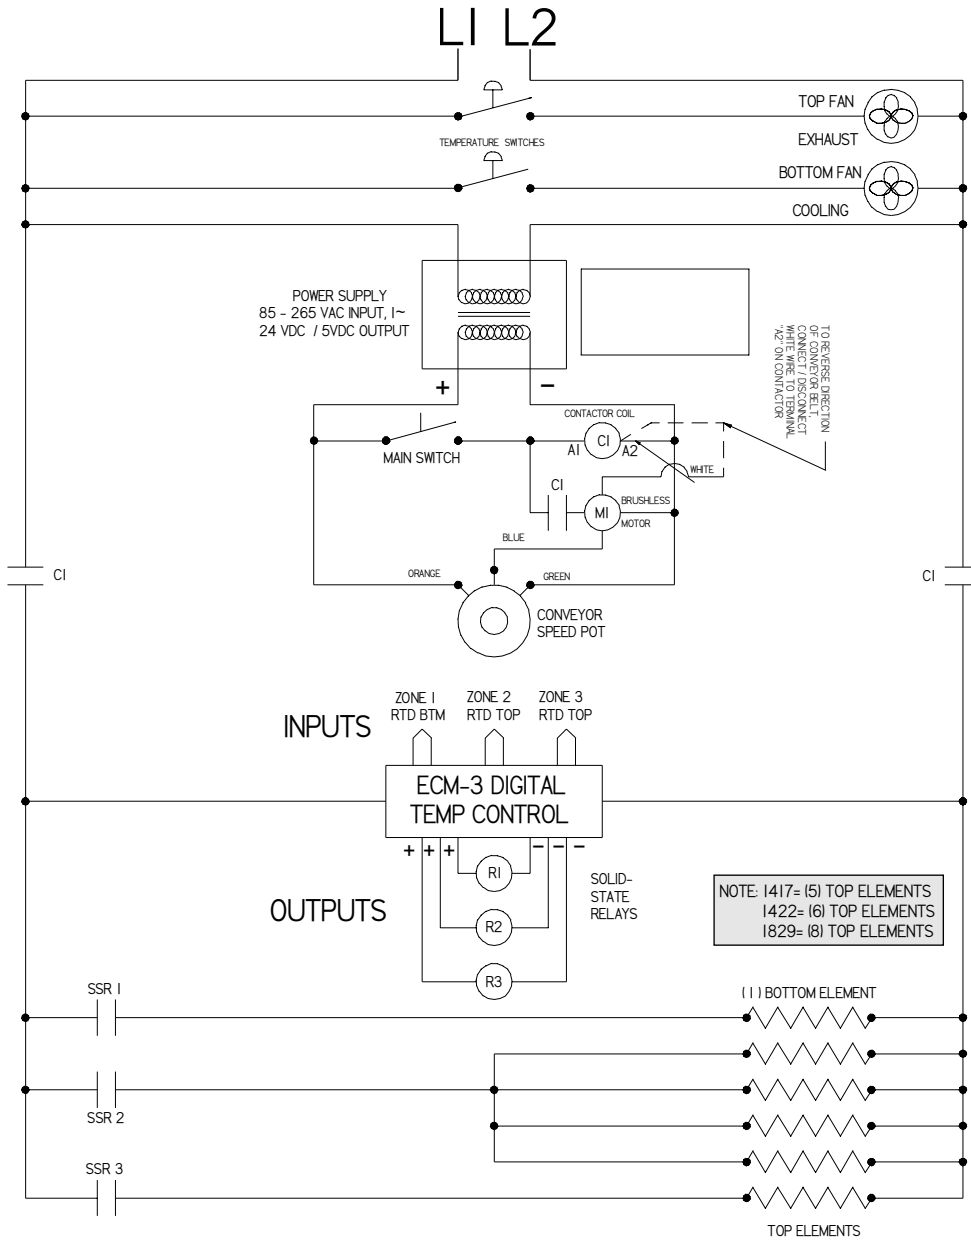 L1 L2
TOP FAN
EXHAUST
TEMPERATURE SWITCHES
BOTTOM FAN
COOLING
POWER SUPPLY
85 - 265 VAC INPUT, 1~
24 VDC / 5VDC OUTPUT
+ -
TO REVERSE DIRECTION
OF CONVEYOR BELT,
CONNECT / DISCONNECT
WHITE WIRE TO TERMINAL
"A2" ON CONTACTOR
CONTACTOR COIL
MAIN SWITCH
A1 C1 A2
WHITE
C1
M1
BRUSHLESS
MOTOR
BLUE
ORANGE
GREEN
C1
C1
CONVEYOR
SPEED POT
INPUTS
ZONE 1
RTD BTM
ZONE 2
RTD TOP
ZONE 3
RTD TOP
ECM-3 DIGITAL
TEMP CONTROL
+ + + - - -
OUTPUTS
R1
R2
R3
SOLID-
STATE
RELAYS
NOTE: 1417= (5) TOP ELEMENTS
1422= (6) TOP ELEMENTS
1829= (8) TOP ELEMENTS
SSR 1
(1) BOTTOM ELEMENT
SSR 2
SSR 3
TOP ELEMENTS